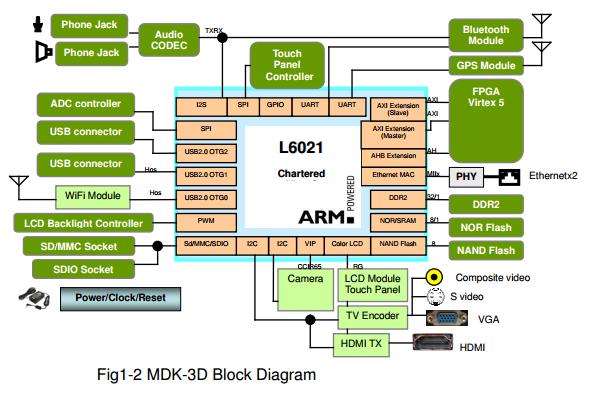 Phone Jack
Phone Jack
Audio
CODEC
TXRX
Touch
Panel
Controller
Bluetooth
Module
GPS Module
FPGA
Virtex 5
ADC controller
USB connector
USB connector
Hos
WiFi Module
Hos
LCD Backlight Controller
SD/MMC Socket
SDIO Socket
Power/Clock/Reset
I2S
SPI
GPIO
UART
UART
AXI Extension
(Slave)
AXI
AXI
AXI Extension
(Master)
AHB Extension
AH
Ethernet MAC
MIIx
PHY
Ethernetx2
DDR2
32/1
DDR2
NOR/SRAM
8/1
NOR Flash
NAND Flash
8
NAND Flash
SPI
USB2.0 OTG2
USB2.0 OTG1
USB2.0 OTG0
PWM
L6021
Chartered
ARM
POWERED
Sd/MMC/SDIO
I2C
I2C
VIP
Color LCD
CCIR65
RG
Camera
LCD Module
Touch Panel
TV Encoder
HDMI TX
Composite video
S video
VGA
HDMI
Fig1-2 MDK-3D Block Diagram